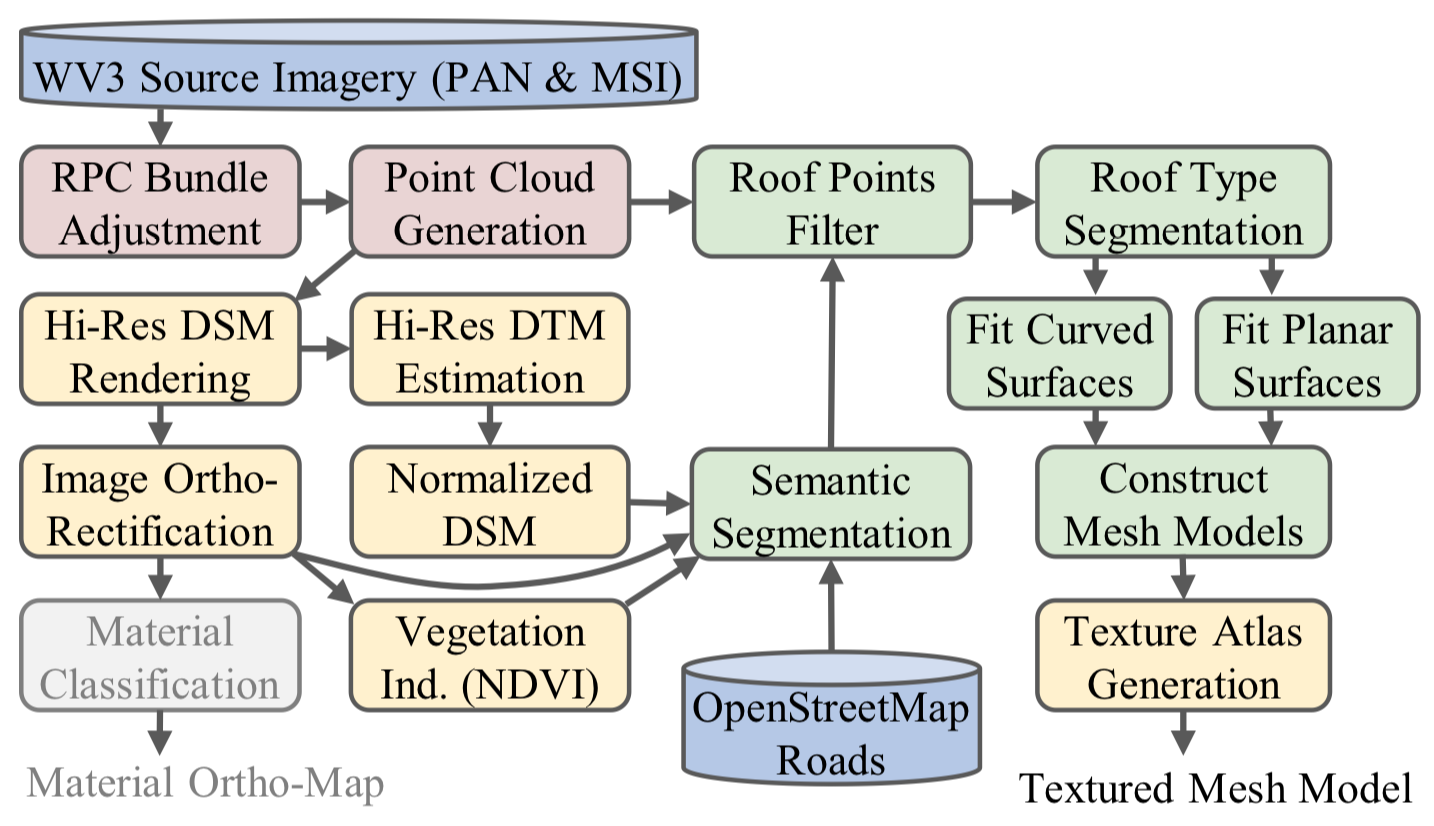 WV3 Source Imagery (PAN & MSI)
RPC Bundle
Adjustment
Point Cloud
Generation
Roof Points
Filter
Roof Type
Segmentation
Hi-Res DSM
Rendering
Hi-Res DTM
Estimation
Fit Curved
Surfaces
Fit Planar
Surfaces
Image Ortho-
Rectification
Normalized
DSM
Semantic
Segmentation
Construct
Mesh Models
Material
Classification
Vegetation
Ind. (NDVI)
OpenStreetMap
Roads
Texture Atlas
Generation
Material Ortho-Map
Textured Mesh Model